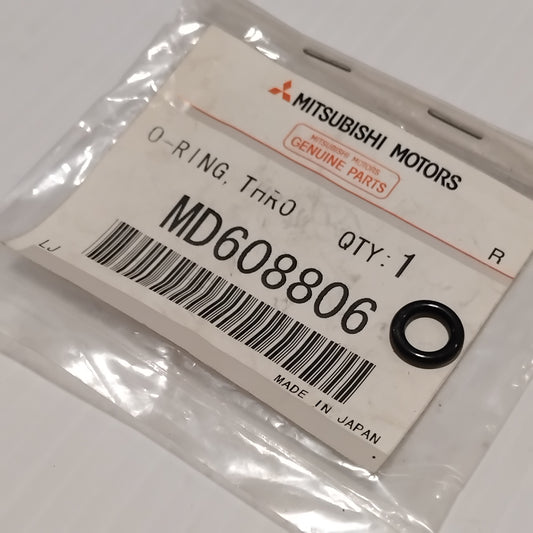 MITSUBISHI MOTORS
MITSUBISHI MOTORS
GENUINE PARTS
O-RING,THRO QTY:1 R
MD608806
LJ
MADE IN JAPAN